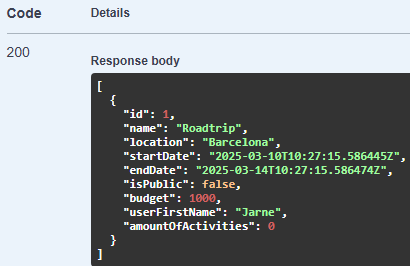 Code Details
200
Response body
[
  {
    "id": 1,
    "name": "Roadtrip",
    "location": "Barcelona",
    "startDate": "2025-03-10T10:27:15.586445Z",
    "endDate": "2025-03-14T10:27:15.586474Z",
    "isPublic": false,
    "budget": 1000,
    "userFirstName": "Jarne",
    "amountOfActivities": 0
  }
]